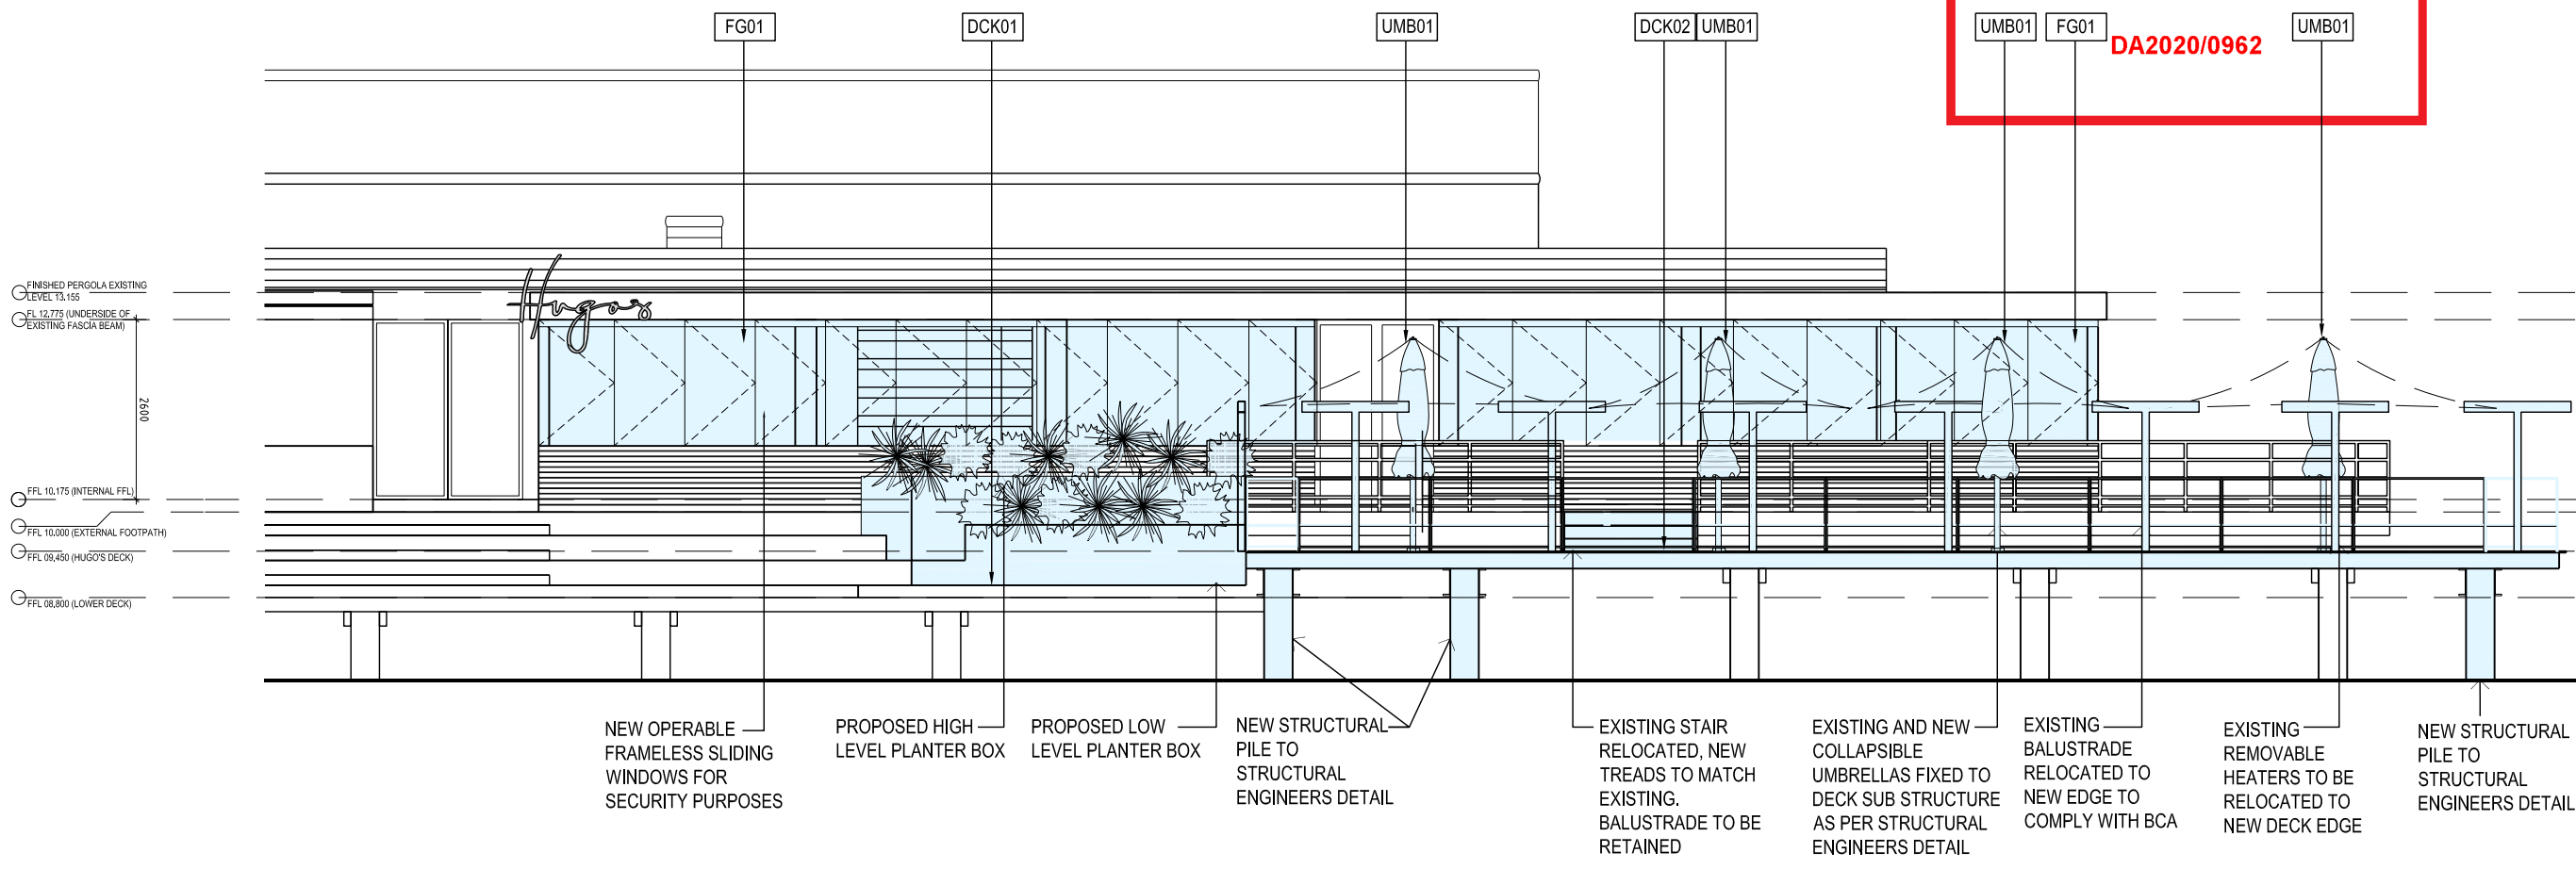 FG01
DCK01
UMB01
DCK02
UMB01
UMB01
FG01
UMB01
DA2020/0962
FINISHED PERGOLA EXISTING
LEVEL 13.155
FL 12,775 (UNDERSIDE OF
EXISTING FASCIA BEAM)
Hugos
2600
FFL 10.175 (INTERNAL FFL)
FFL 10.000 (EXTERNAL FOOTPATH)
FFL 09,450 (HUGO'S DECK)
FFL 08,800 (LOWER DECK)
NEW OPERABLE
FRAMELESS SLIDING
WINDOWS FOR
SECURITY PURPOSES
PROPOSED HIGH
LEVEL PLANTER BOX
PROPOSED LOW
LEVEL PLANTER BOX
NEW STRUCTURAL
PILE TO
STRUCTURAL
ENGINEERS DETAIL
EXISTING STAIR
RELOCATED, NEW
TREADS TO MATCH
EXISTING.
BALUSTRADE TO BE
RETAINED
EXISTING AND NEW
COLLAPSIBLE
UMBRELLAS FIXED TO
DECK SUB STRUCTURE
AS PER STRUCTURAL
ENGINEERS DETAIL
EXISTING
BALUSTRADE
RELOCATED TO
NEW EDGE TO
COMPLY WITH BCA
EXISTING
REMOVABLE
HEATERS TO BE
RELOCATED TO
NEW DECK EDGE
NEW STRUCTURAL
PILE TO
STRUCTURAL
ENGINEERS DETAIL